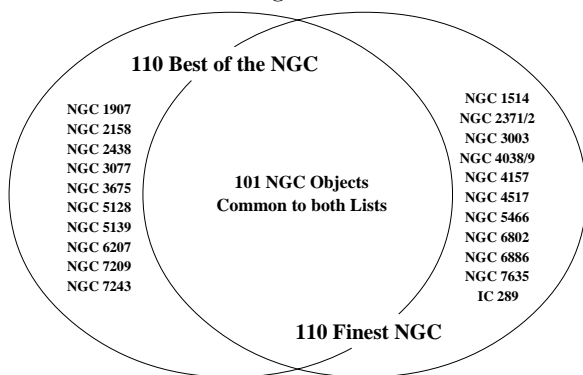 110 Best of the NGC
NGC 1907
NGC 2158
NGC 2438
NGC 3077
NGC 3675
NGC 5128
NGC 5139
NGC 6207
NGC 7209
NGC 7243
101 NGC Objects
Common to both Lists
NGC 1514
NGC 2371/2
NGC 3003
NGC 4038/9
NGC 4157
NGC 4517
NGC 5466
NGC 6802
NGC 6886
NGC 7635
IC 289
110 Finest NGC